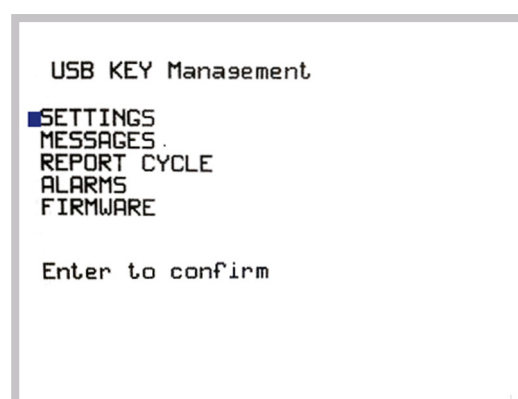 USB KEY Management
SETTINGS
MESSAGES
REPORT CYCLE
ALARMS
FIRMWARE
Enter to confirm